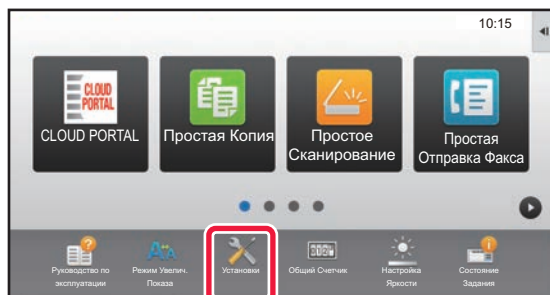 10:15
CLOUD
PORTAL
CLOUD PORTAL
Простая Копия
Простое
Сканирование
Простая
Отправка Факса
Руководство по
эксплуатации
Режим Увелич.
Показа
Установки
Общий Счетчик
Настройка
Яркости
Состояние
Задания